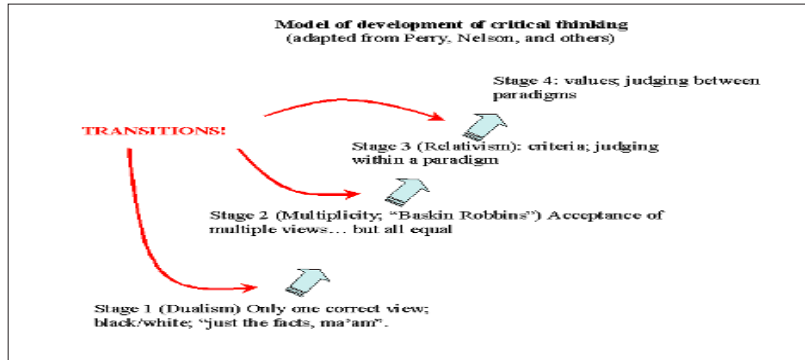 Model of development of critical thinking
(adapted from Perry, Nelson, and others)
Stage 4: values; judging between
paradigms
TRANSITIONS!
Stage 3 (Relativism): criteria; judging
within a paradigm
Stage 2 (Multiplicity; “Baskin Robbins”) Acceptance of
multiple views… but all equal
Stage 1 (Dualism) Only one correct view;
black/white; “just the facts, ma’am”.